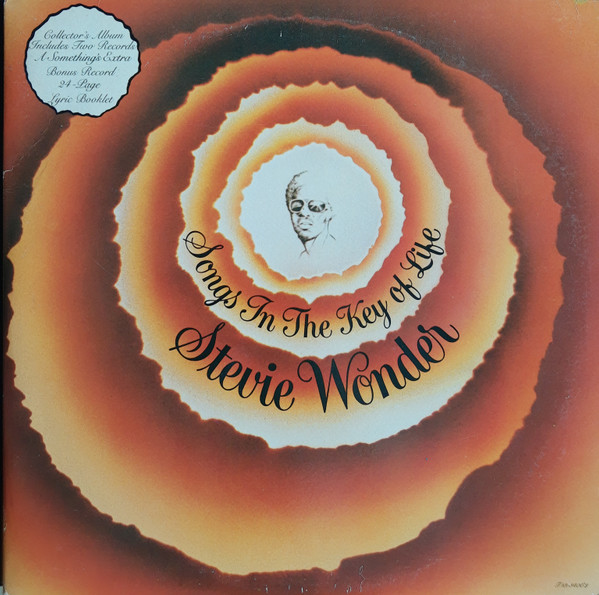 Collector's Album
Includes Two Records
A Something's Extra
Bonus Record
24-Page
Lyric Booklet
Songs In The Key of Life
Stevie Wonder